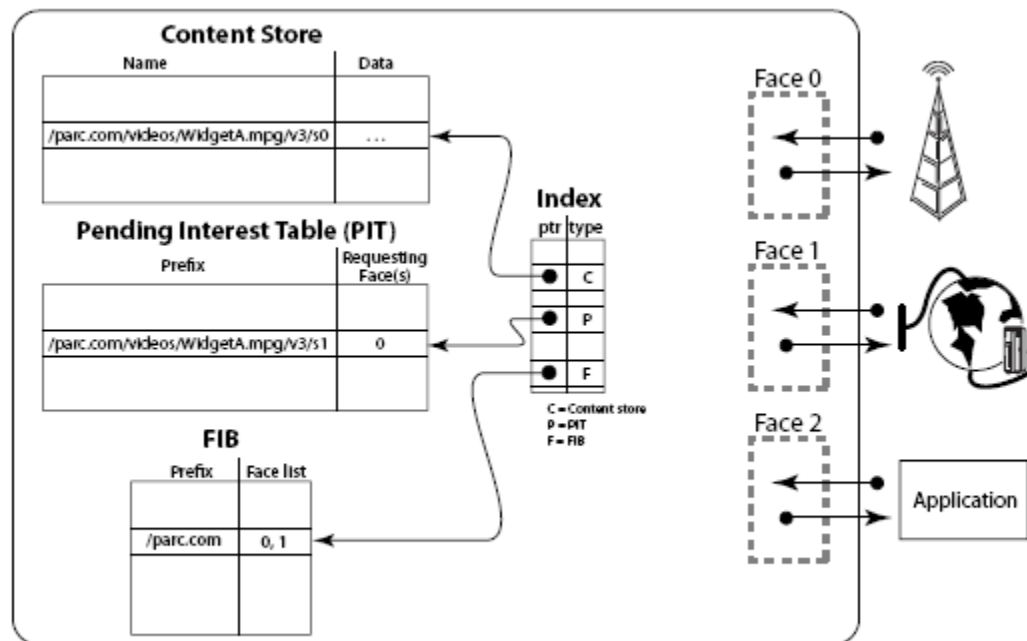 Content Store
Name Data
/parc.com/videos/WidgetA.mpg/v3/s0 ...
Pending Interest Table (PIT)
Prefix Requesting Face(s)
/parc.com/videos/WidgetA.mpg/v3/s1 0
FIB
Prefix Face list
/parc.com 0, 1
Index
ptr type
C
P
F
C = Content store
P = PIT
F = FIB
Face 0
Face 1
Face 2
Application